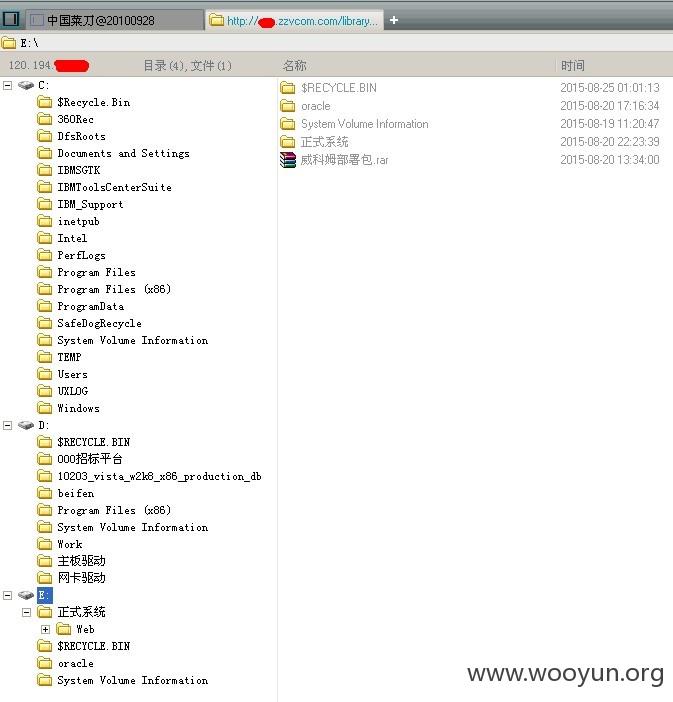 中国菜刀@20100928
http:// .zzvcom.com/library...
E:\
120.194.
目录(4),文件(1)
名称
时间
C:
$Recycle.Bin
360Rec
DfsRoots
Documents and Settings
IBMSGTK
IBMToolsCenterSuite
IBM_Support
inetpub
Intel
PerfLogs
Program Files
Program Files (x86)
ProgramData
SafeDogRecycle
System Volume Information
TEMP
Users
UXLOG
Windows
D:
$RECYCLE.BIN
000招标平台
10203_vista_w2k8_x86_production_db
beifen
Program Files (x86)
System Volume Information
Work
主板驱动
网卡驱动
E:
正式系统
Web
$RECYCLE.BIN
oracle
System Volume Information
$RECYCLE.BIN 2015-08-25 01:01:13
oracle 2015-08-20 17:16:34
System Volume Information 2015-08-19 11:20:47
正式系统 2015-08-20 22:23:39
威科姆部署包.rar 2015-08-20 13:34:00
www.wooyun.org